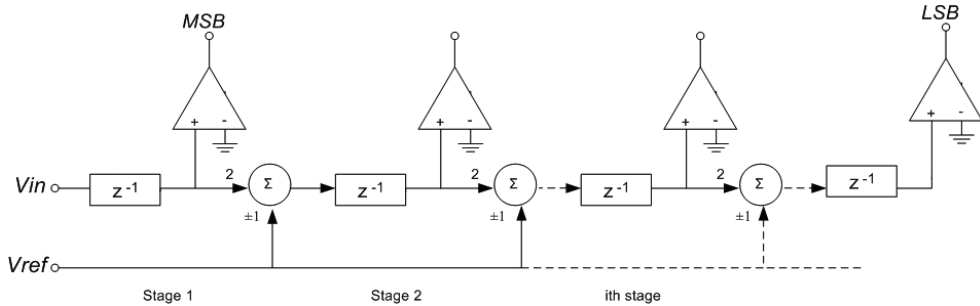 MSB
LSB
+ -
+ -
+ -
+ -
Vin
z⁻¹
2
Σ
z⁻¹
2
Σ
z⁻¹
2
Σ
z⁻¹
±1
±1
±1
Vref
Stage 1
Stage 2
ith stage